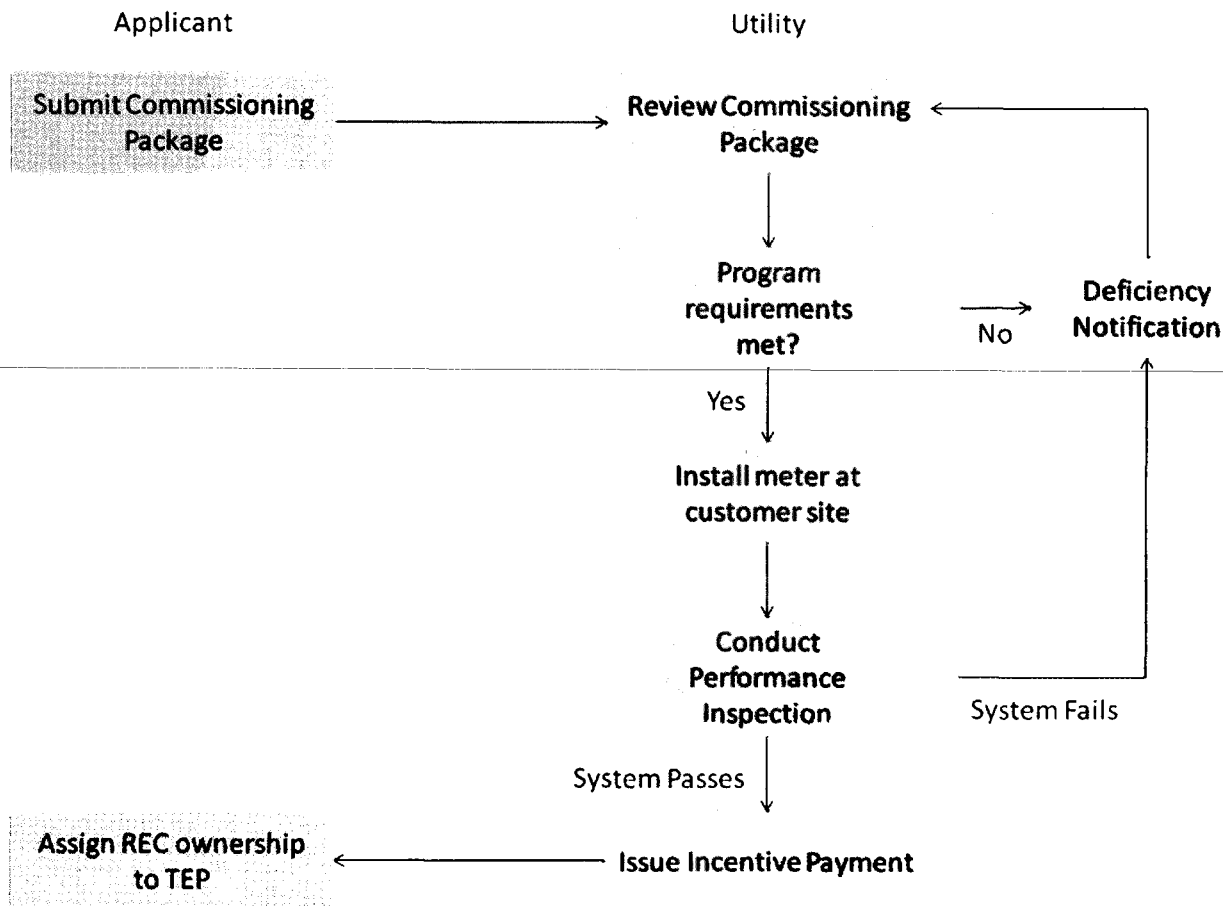 Applicant
Utility
Submit Commissioning
Package
Review Commissioning
Package
Program
requirements
met?
No
Deficiency
Notification
Yes
Install meter at
customer site
Conduct
Performance
Inspection
System Fails
System Passes
Assign REC ownership
to TEP
Issue Incentive Payment